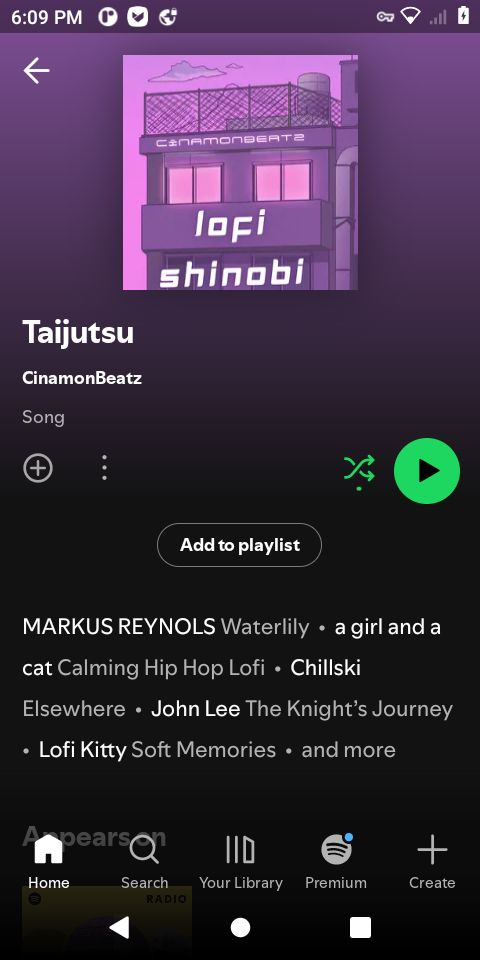 6:09 PM
CINAMONBEATZ
lofi
shinobi
Taijutsu
CinamonBeatz
Song
Add to playlist
MARKUS REYNOLS Waterlily • a girl and a
cat Calming Hip Hop Lofi • Chillski
Elsewhere • John Lee The Knight's Journey
• Lofi Kitty Soft Memories • and more
Appears on
Home Search Your Library Premium Create
RADIO